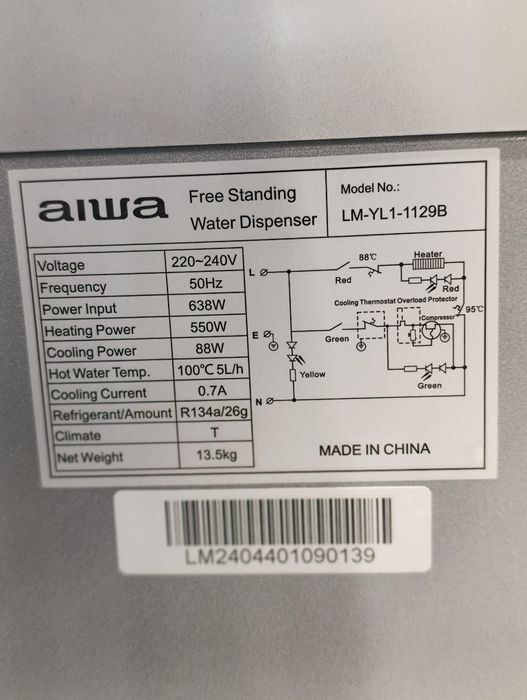 aiwa
Free Standing
Water Dispenser
Model No.:
LM-YL1-1129B
Voltage 220~240V
Frequency 50Hz
Power Input 638W
Heating Power 550W
Cooling Power 88W
Hot Water Temp. 100℃ 5L/h
Cooling Current 0.7A
Refrigerant/Amount R134a/26g
Climate T
Net Weight 13.5kg
L
88℃
Heater
Red
Red
Cooling Thermostat Overload Protector
95℃
Compressor
E
Green
Yellow
Green
N
MADE IN CHINA
LM2404401090139